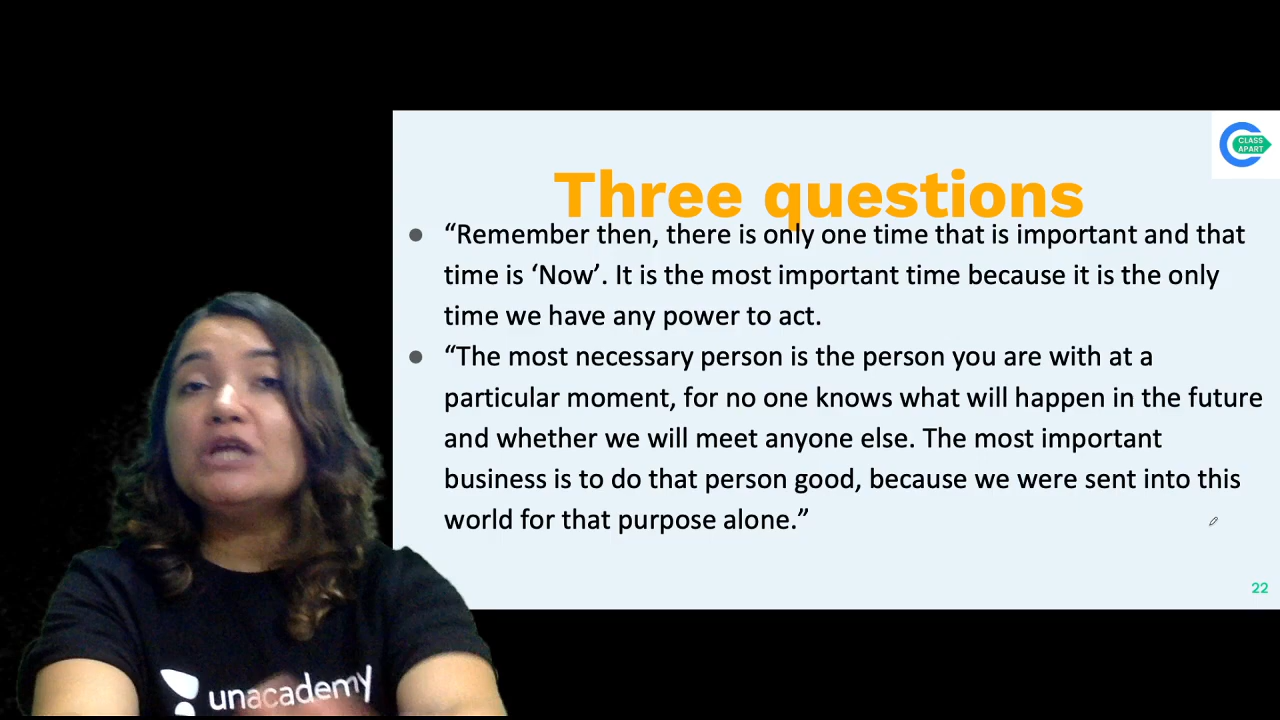 CLASS
APART
Three questions
● “Remember then, there is only one time that is important and that
time is ‘Now’. It is the most important time because it is the only
time we have any power to act.
● “The most necessary person is the person you are with at a
particular moment, for no one knows what will happen in the future
and whether we will meet anyone else. The most important
business is to do that person good, because we were sent into this
world for that purpose alone.”
22
unacademy